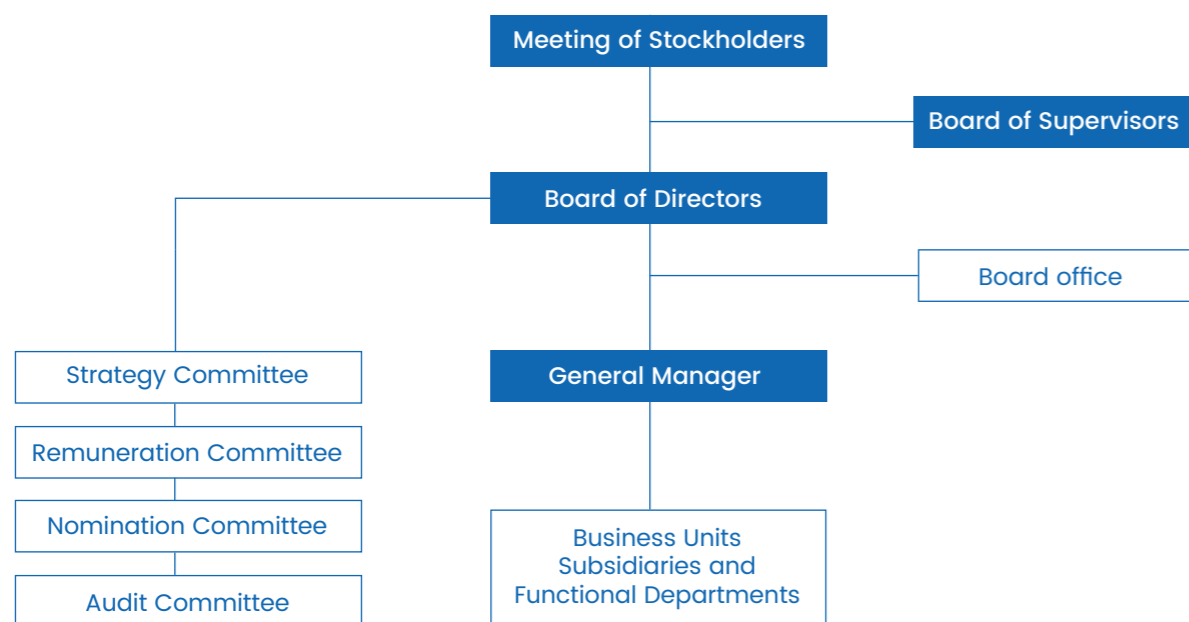 Meeting of Stockholders
Board of Supervisors
Board of Directors
Board office
Strategy Committee
General Manager
Remuneration Committee
Nomination Committee
Business Units
Subsidiaries and
Functional Departments
Audit Committee